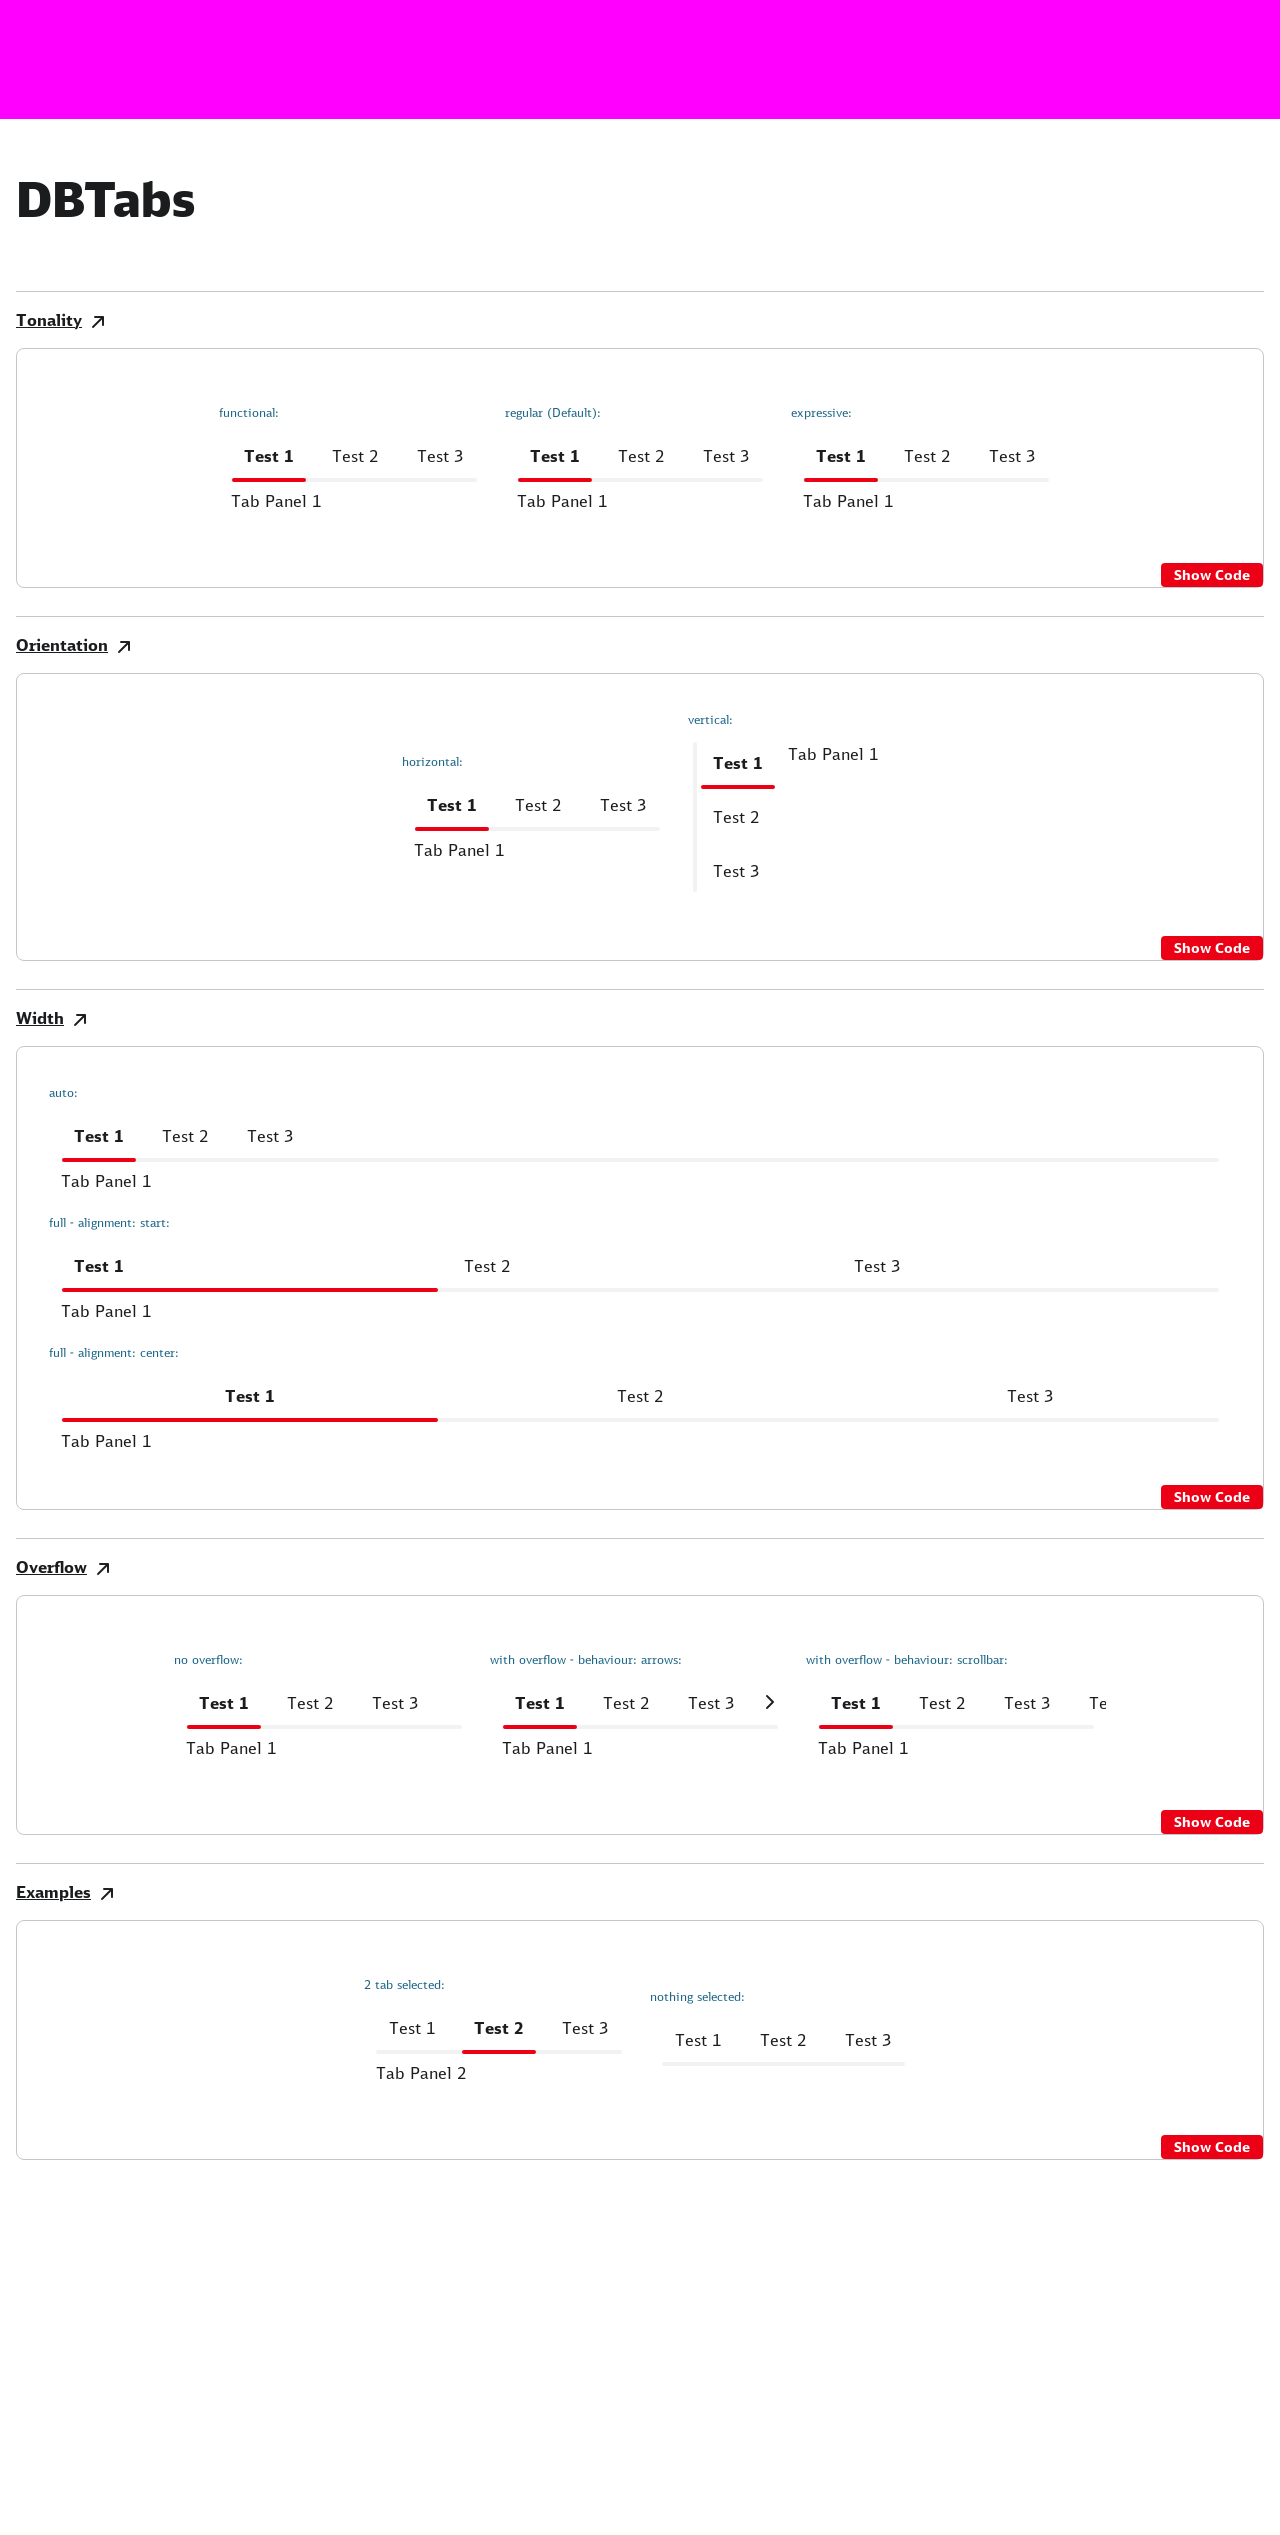 DBTabs
Tonality
functional: regular (Default): expressive:
Test 1 Test 2 Test 3 Test 1 Test 2 Test 3 Test 1 Test 2 Test 3
Tab Panel 1 Tab Panel 1 Tab Panel 1
Show Code
Orientation
vertical:
Tab Panel 1
horizontal: Test 1
Test 1 Test 2 Test 3 Test 2
Tab Panel 1
Test 3
Show Code
Width
auto:
Test 1 Test 2 Test 3
Tab Panel 1
full - alignment: start:
Test 1 Test 2 Test 3
Tab Panel 1
full - alignment: center:
Test 1 Test 2 Test 3
Tab Panel 1
Show Code
Overflow
no overflow: with overflow - behaviour: arrows: with overflow - behaviour: scrollbar:
Test 1 Test 2 Test 3 Test 1 Test 2 Test 3 Test 1 Test 2 Test 3 Te
Tab Panel 1 Tab Panel 1 Tab Panel 1
Show Code
Examples
2 tab selected: nothing selected:
Test 1 Test 2 Test 3 Test 1 Test 2 Test 3
Tab Panel 2
Show Code